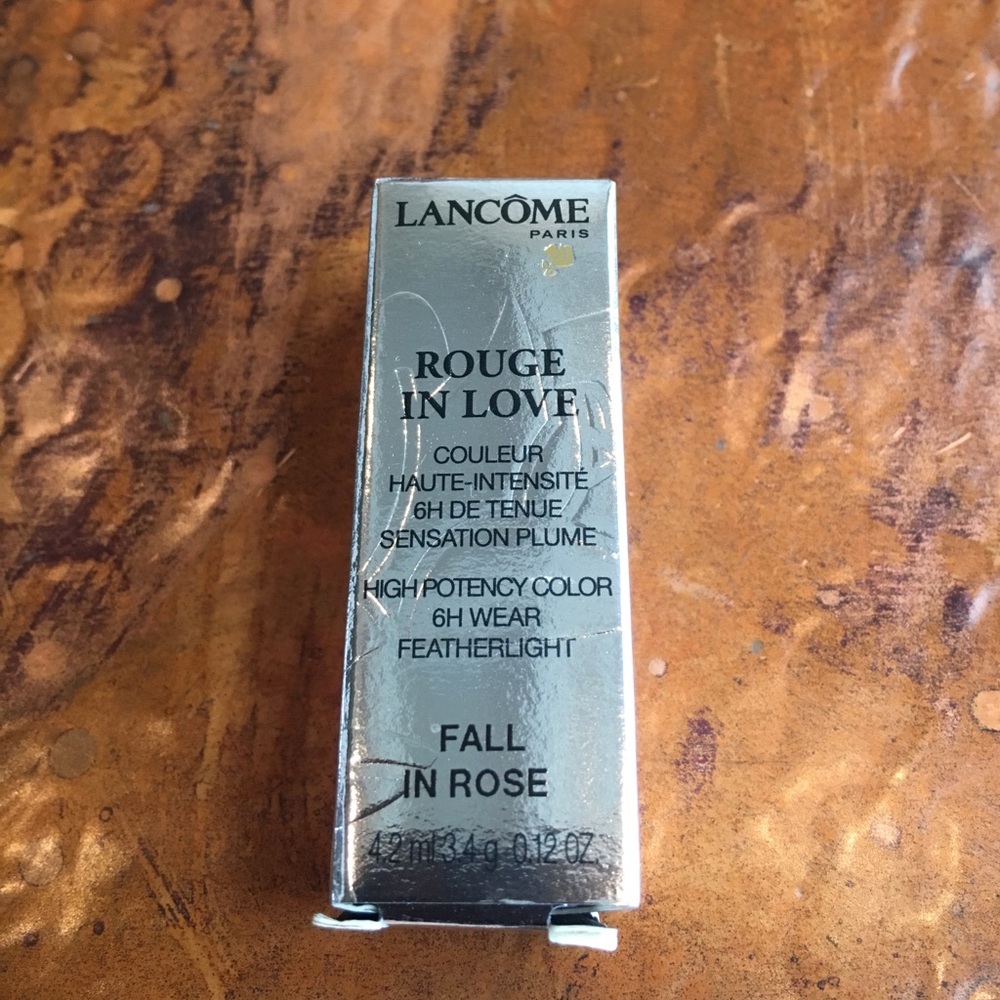 LANCÔME
PARIS
ROUGE
IN LOVE
COULEUR
HAUTE-INTENSITÉ
6H DE TENUE
SENSATION PLUME
HIGH POTENCY COLOR
6H WEAR
FEATHERLIGHT
FALL
IN ROSE
4.2 ml 3.4 g 0.12 OZ.